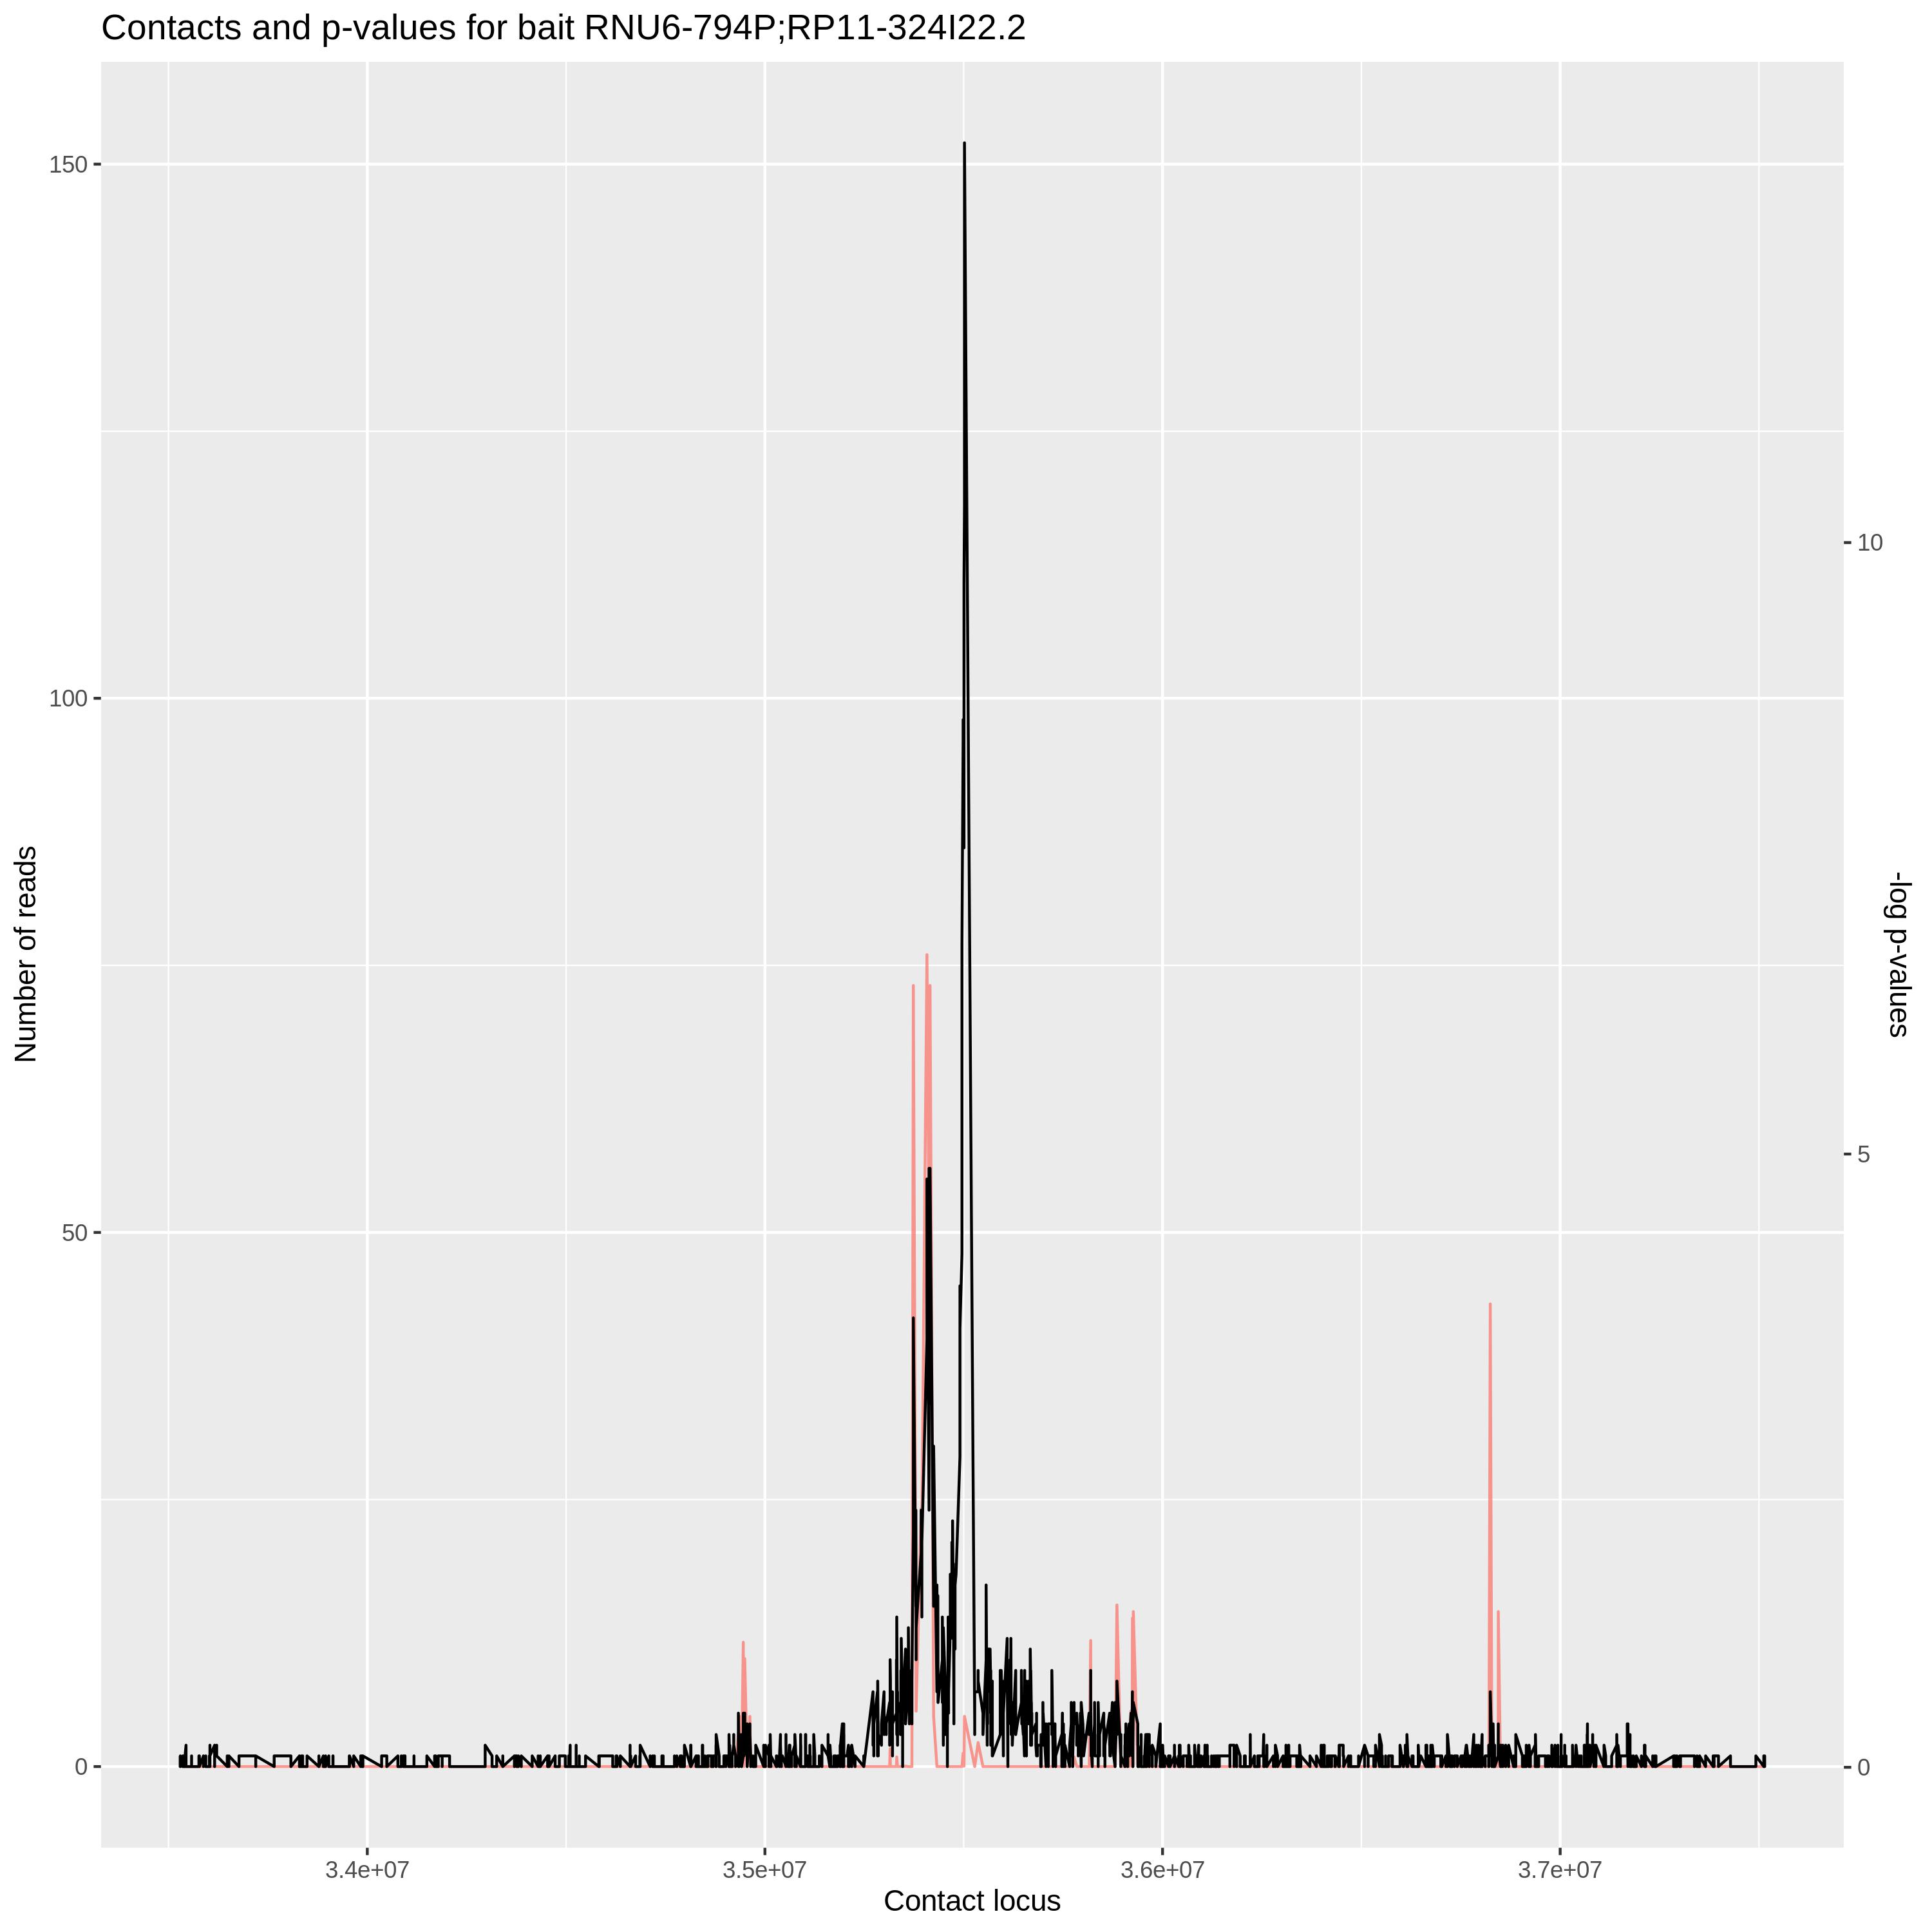 Contacts and p-values for bait RNU6-794P;RP11-324I22.2
150
100
50
0
Number of reads
10
5
0
-log p-values
3.4e+07
3.5e+07
3.6e+07
3.7e+07
Contact locus